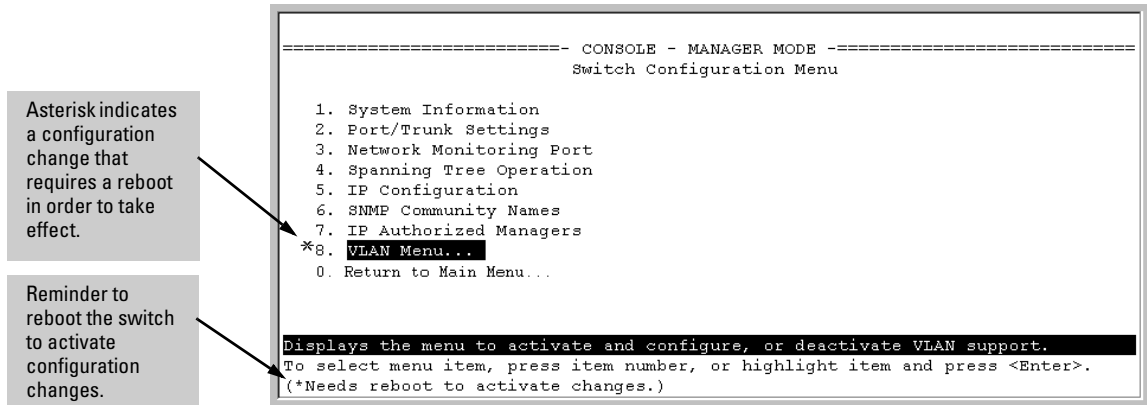 ===========================- CONSOLE - MANAGER MODE -============================
Switch Configuration Menu
1. System Information
2. Port/Trunk Settings
3. Network Monitoring Port
4. Spanning Tree Operation
5. IP Configuration
6. SNMP Community Names
7. IP Authorized Managers
*8. VLAN Menu...
0. Return to Main Menu...
Displays the menu to activate and configure, or deactivate VLAN support.
To select menu item, press item number, or highlight item and press <Enter>.
(*Needs reboot to activate changes.)
Asterisk indicates
a configuration
change that
requires a reboot
in order to take
effect.
Reminder to
reboot the switch
to activate
configuration
changes.